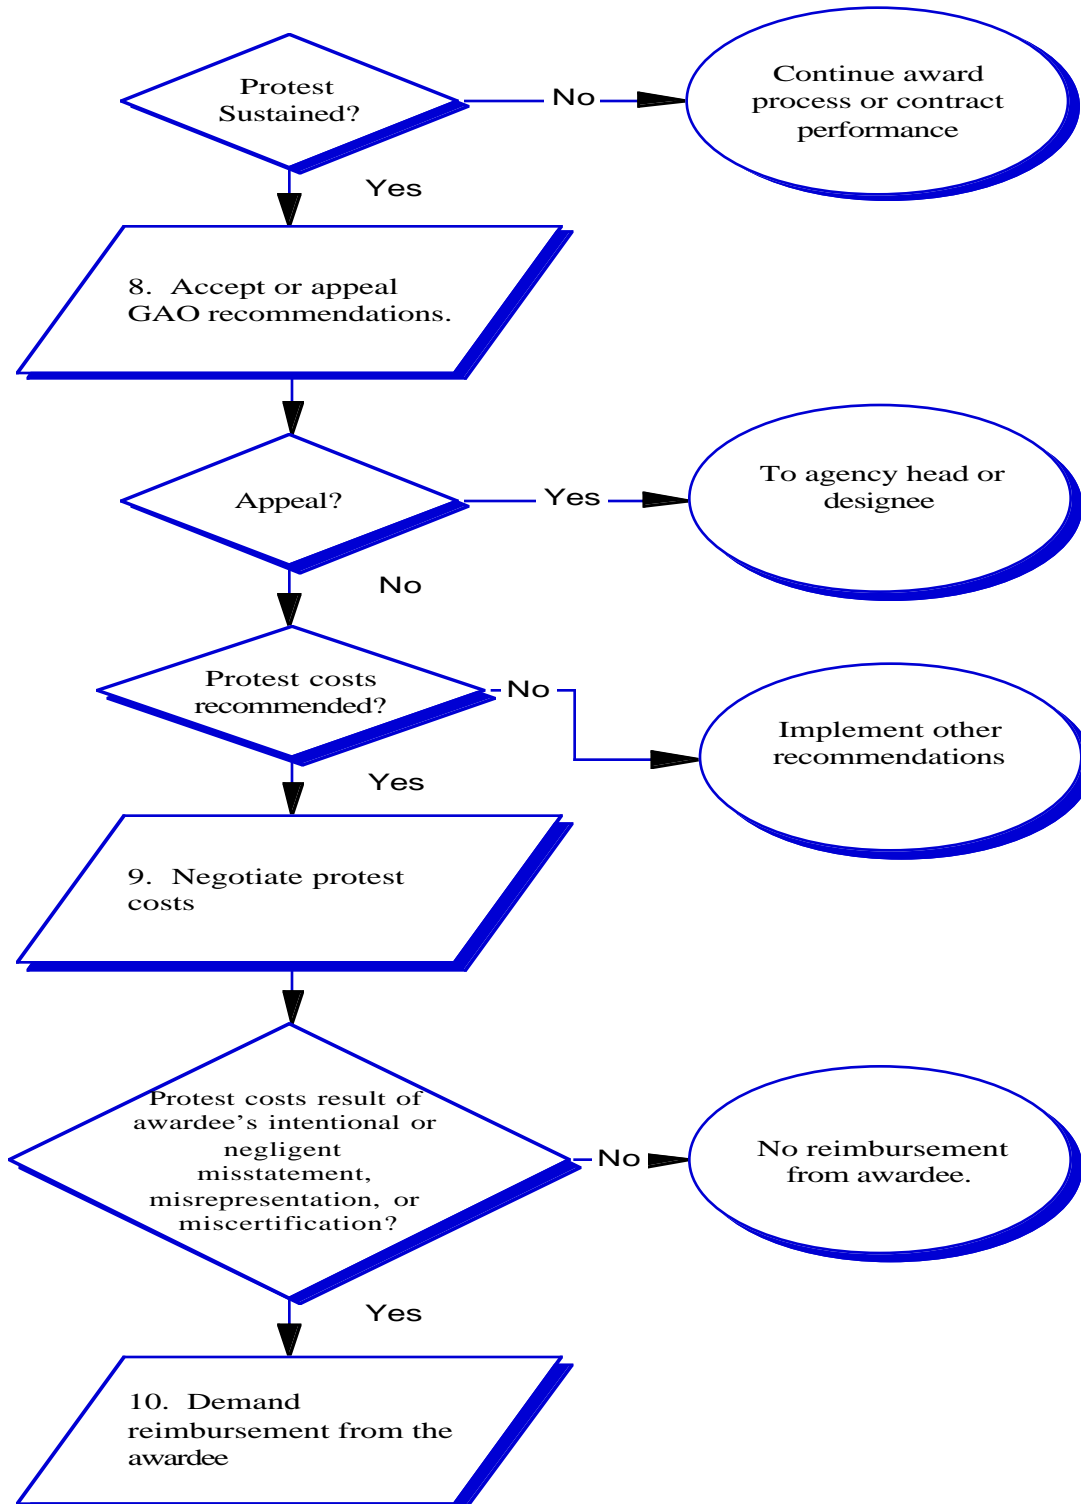 Protest
Sustained?
No
Continue award
process or contract
performance
Yes
8. Accept or appeal
GAO recommendations.
Appeal?
Yes
To agency head or
designee
No
Protest costs
recommended?
No
Implement other
recommendations
Yes
9. Negotiate protest
costs
Protest costs result of
awardee’s intentional or
negligent
misstatement,
misrepresentation, or
miscertification?
No
No reimbursement
from awardee.
Yes
10. Demand
reimbursement from the
awardee